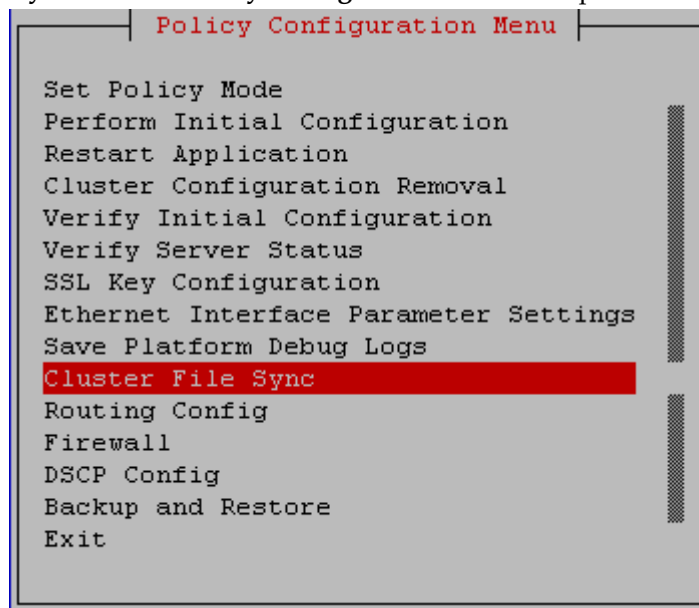 Policy Configuration Menu
Set Policy Mode
Perform Initial Configuration
Restart Application
Cluster Configuration Removal
Verify Initial Configuration
Verify Server Status
SSL Key Configuration
Ethernet Interface Parameter Settings
Save Platform Debug Logs
Cluster File Sync
Routing Config
Firewall
DSCP Config
Backup and Restore
Exit